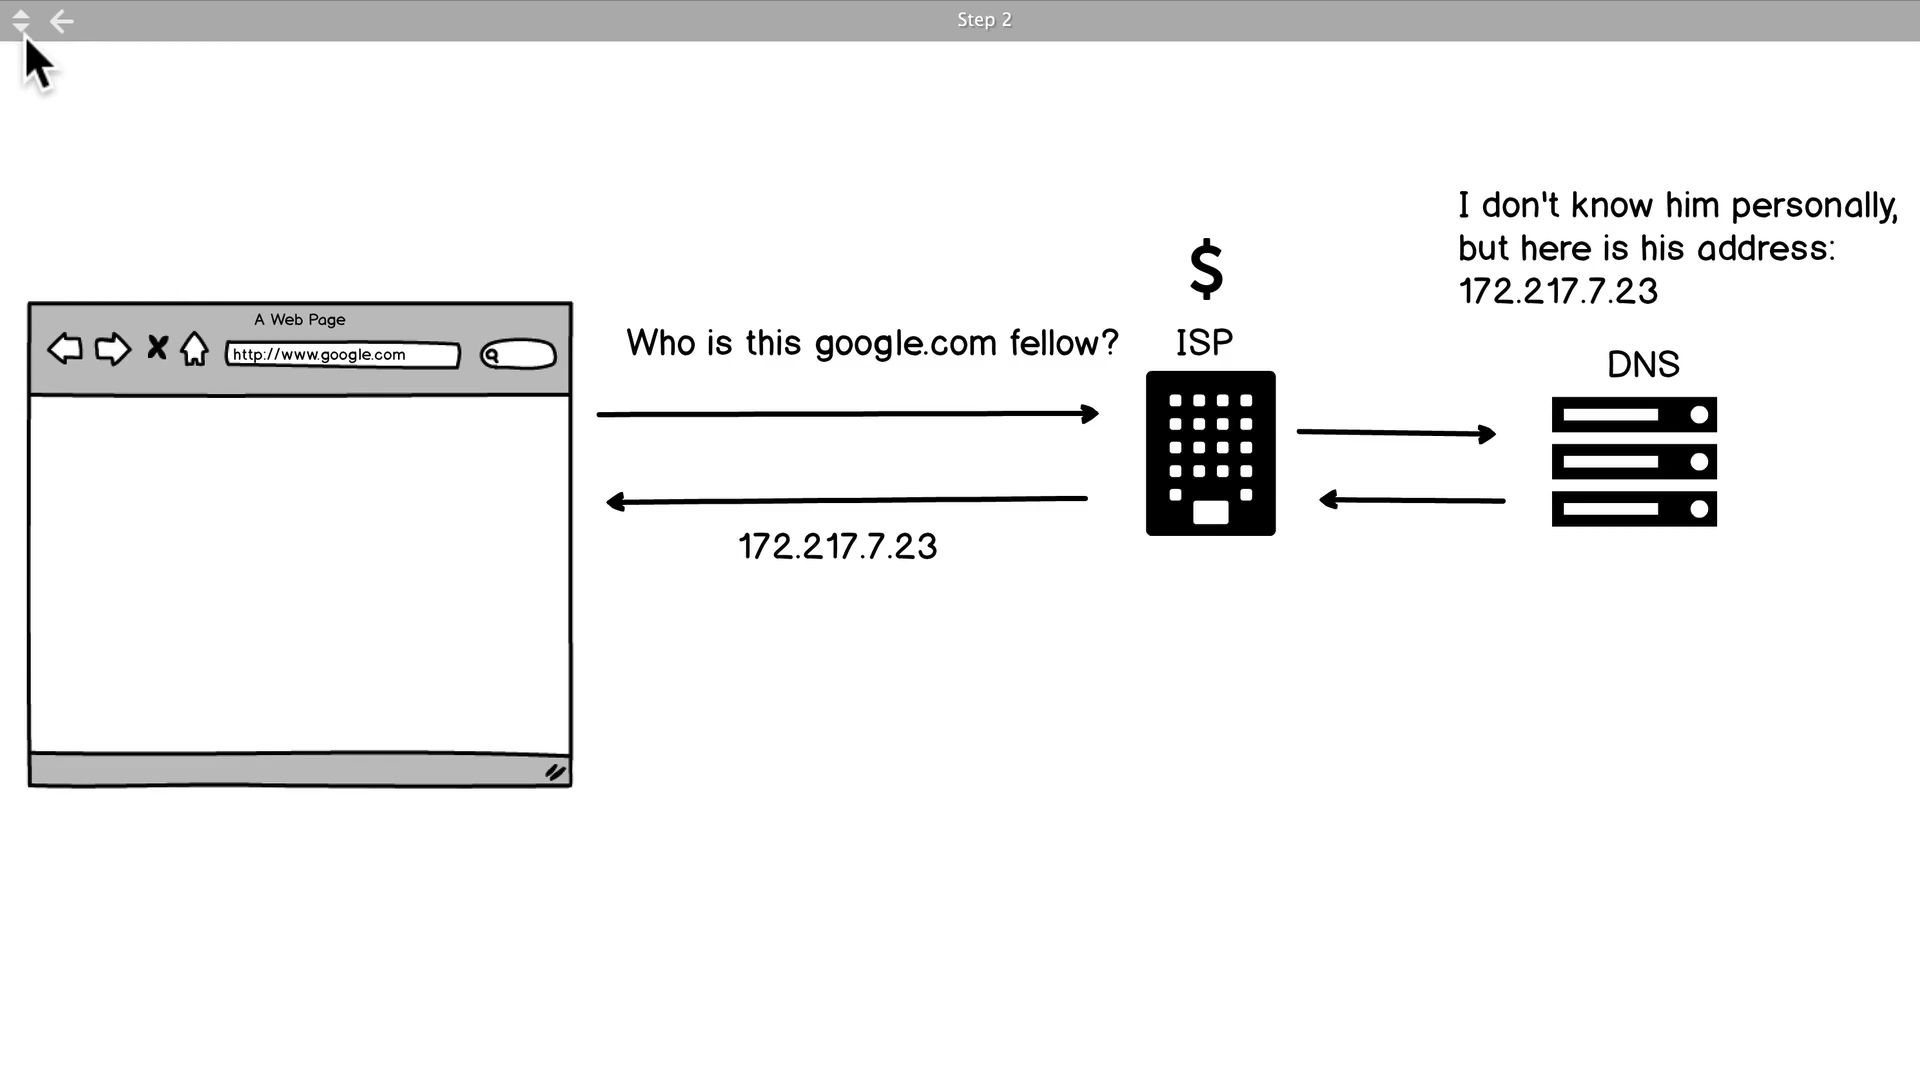 Step 2
I don't know him personally,
but here is his address:
172.217.7.23
$
A Web Page
http://www.google.com
Who is this google.com fellow?
ISP
DNS
172.217.7.23